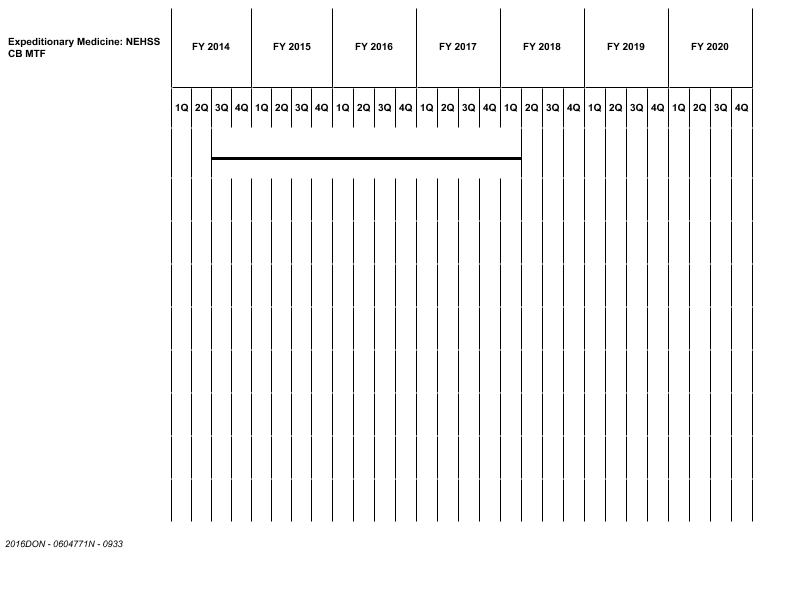 Expeditionary Medicine: NEHSS
CB MTF
FY 2014 FY 2015 FY 2016 FY 2017 FY 2018 FY 2019 FY 2020
1Q 2Q 3Q 4Q 1Q 2Q 3Q 4Q 1Q 2Q 3Q 4Q 1Q 2Q 3Q 4Q 1Q 2Q 3Q 4Q 1Q 2Q 3Q 4Q 1Q 2Q 3Q 4Q
2016DON - 0604771N - 0933